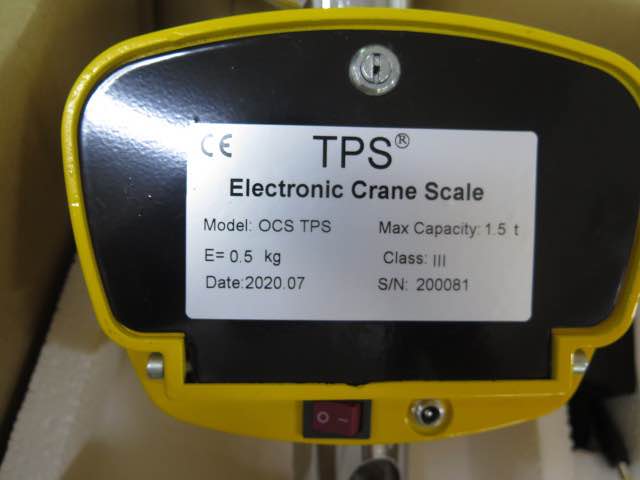 CE TPS®
Electronic Crane Scale
Model: OCS TPS Max Capacity: 1.5 t
E= 0.5 kg Class: III
Date:2020.07 S/N: 200081